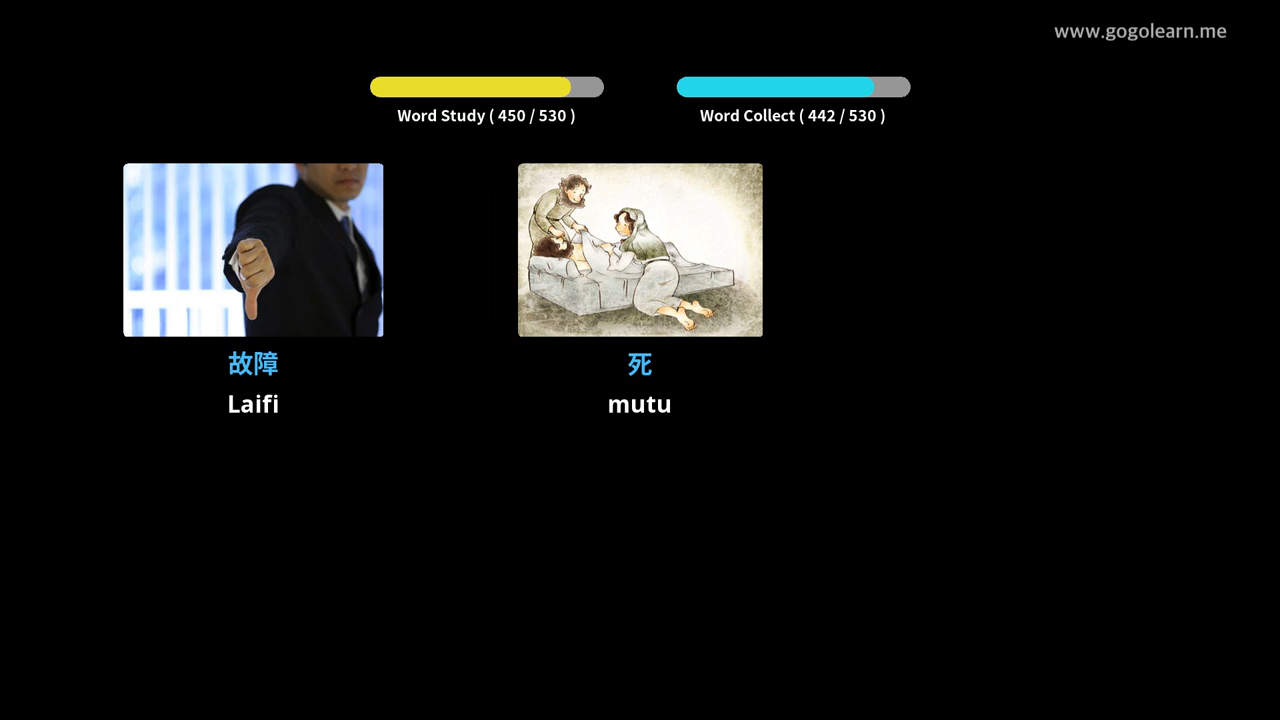 www.gogolearn.me
Word Study ( 450 / 530 )
Word Collect ( 442 / 530 )
故障
Laifi
死
mutu